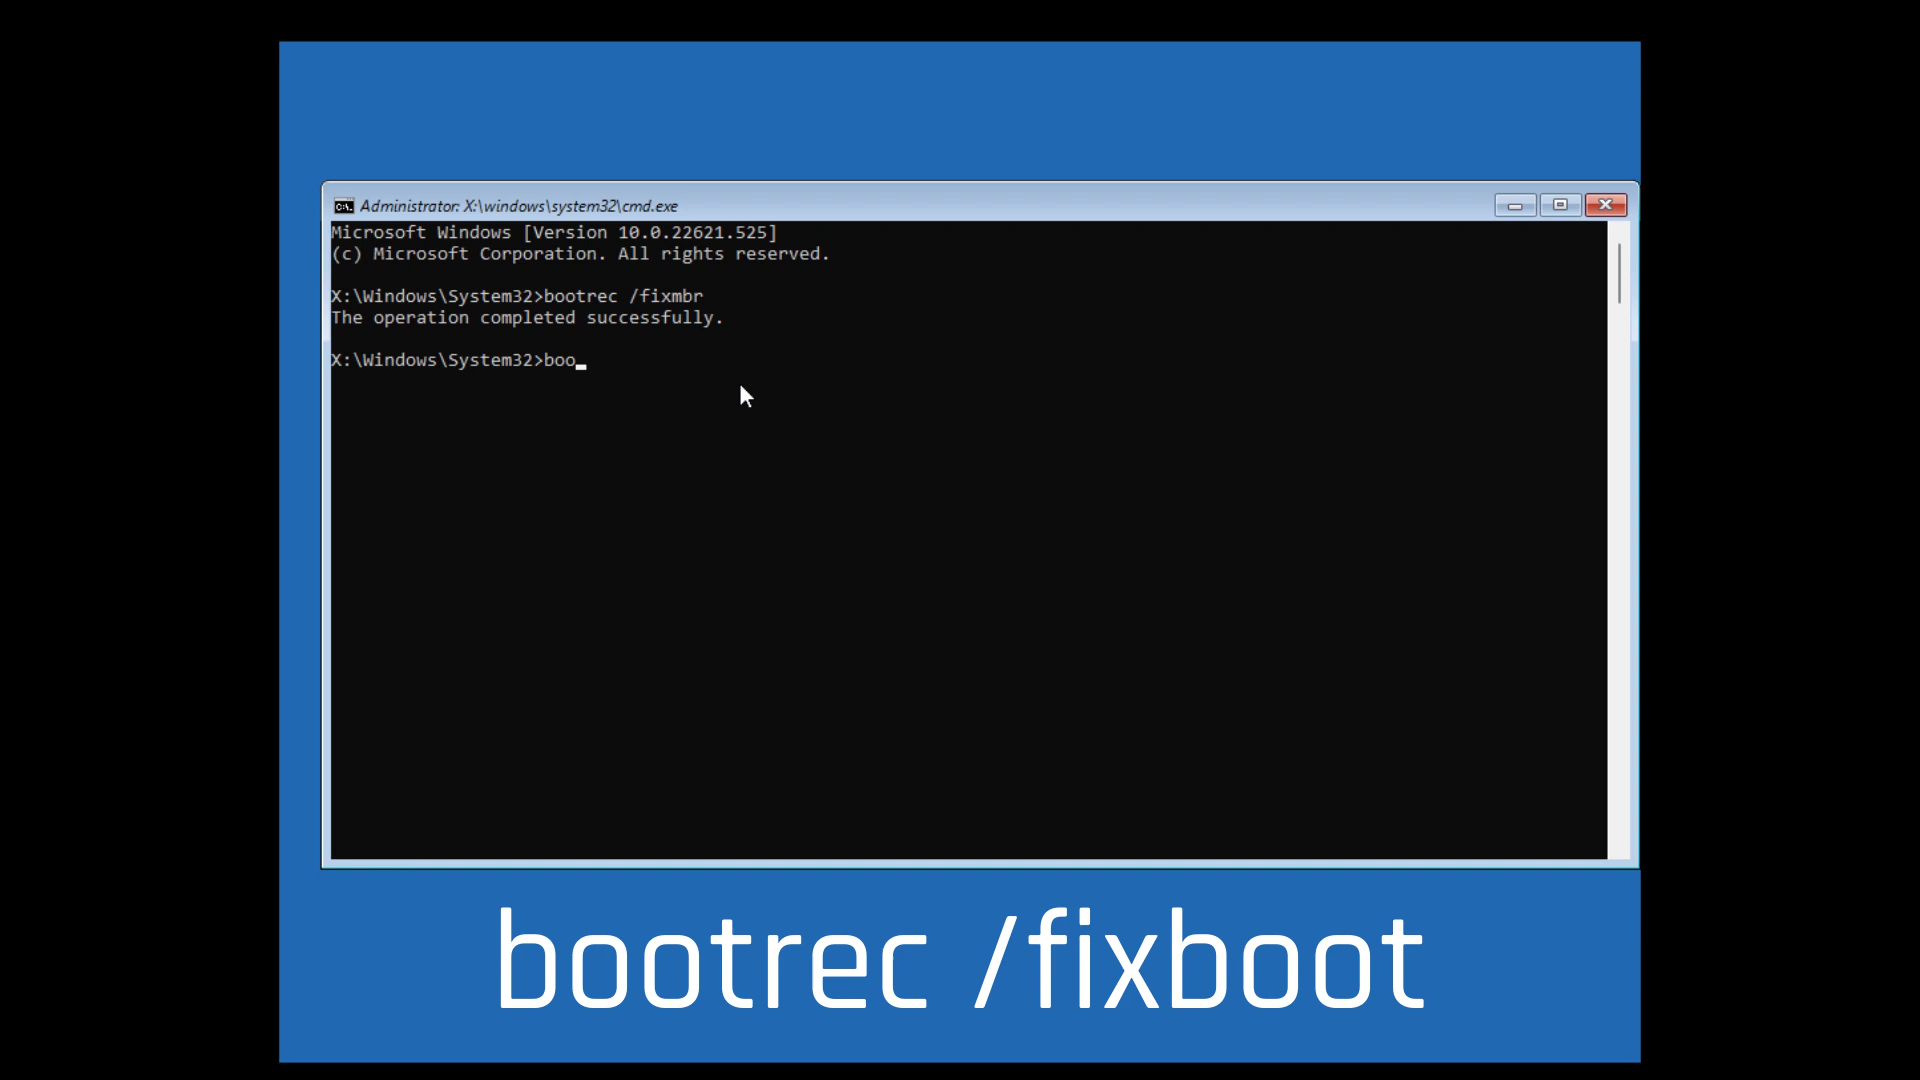 Administrator: X:\windows\system32\cmd.exe
Microsoft Windows [Version 10.0.22621.525]
(c) Microsoft Corporation. All rights reserved.
X:\Windows\System32>bootrec /fixmbr
The operation completed successfully.
X:\Windows\System32>boo_
bootrec /fixboot